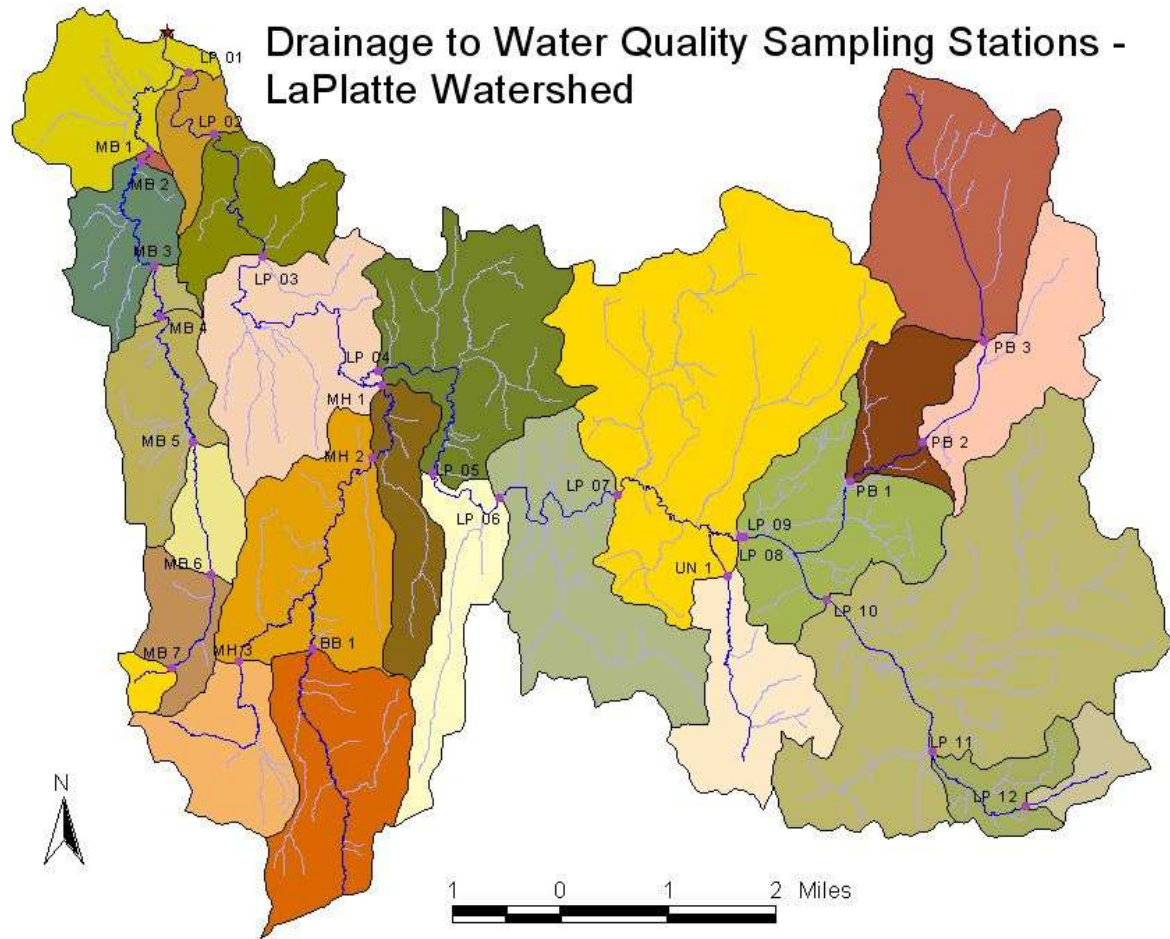 Drainage to Water Quality Sampling Stations -
LaPlatte Watershed
LP 01
LP 02
MB 1
MB 2
MB 3
LP 03
MB 4
LP 04
PB 3
MH 1
MB 5
PB 2
MH 2
LP 05
PB 1
LP 07
LP 06
LP 09
LP 08
MB 6
UN 1
LP 10
BB 1
MB 7
MH 3
LP 11
N
LP 12
1 0 1 2 Miles